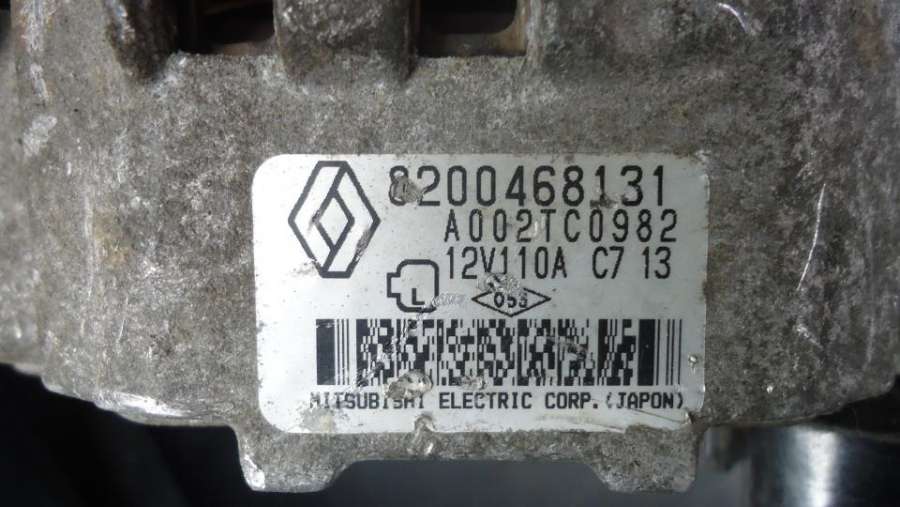 8200468131
A002TC0982
12V110A C7 13
L
053
MITSUBISHI ELECTRIC CORP.(JAPON)